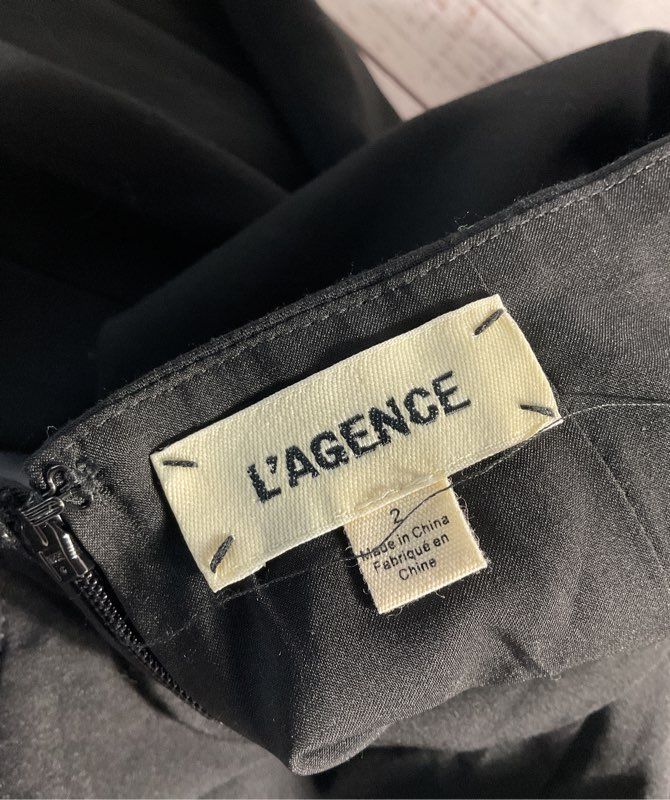 L'AGENCE
2
Made in China
Fabriqué en
Chine